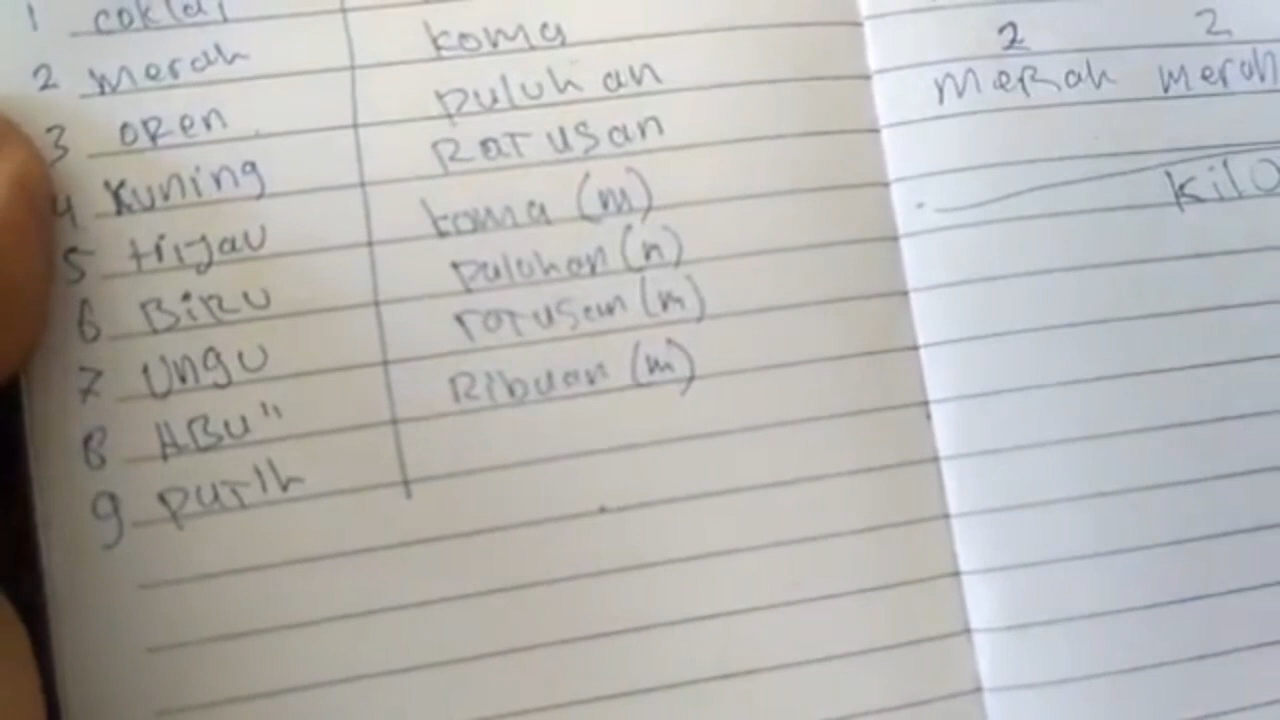 1 coklat
2 merah koma
3 oren puluhan
4 Kuning Ratusan
5 Hijau koma (m)
6 Biru puluhan (n)
7 Ungu ratusan (m)
8 ABU" Ribuan (m)
9 putih
2 2
merah merah
kilo